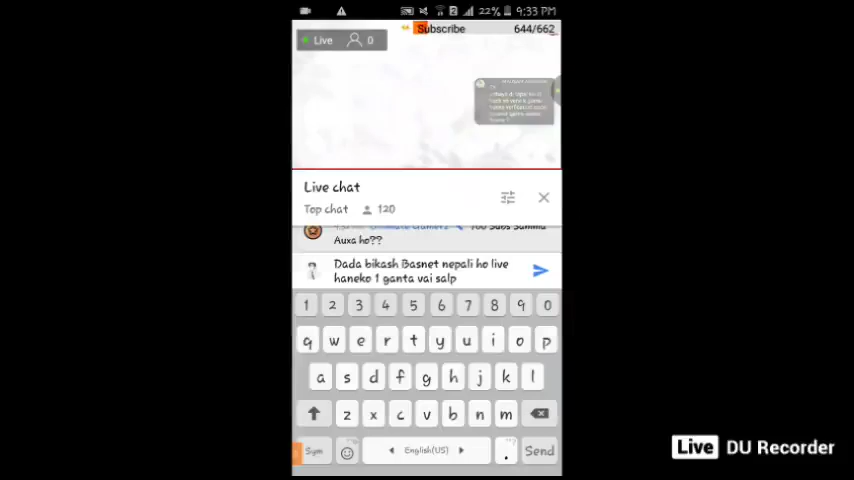 22% 9:33 PM
Subscribe 644/662
Live 0
Live chat
Top chat 120
Auxa ho??
Dada bikash Basnet nepali ho live
haneko 1 ganta vai salp
1 2 3 4 5 6 7 8 9 0
q w e r t y u i o p
a s d f g h j k l
z x c v b n m
Sym English(US) . Send
Live DU Recorder